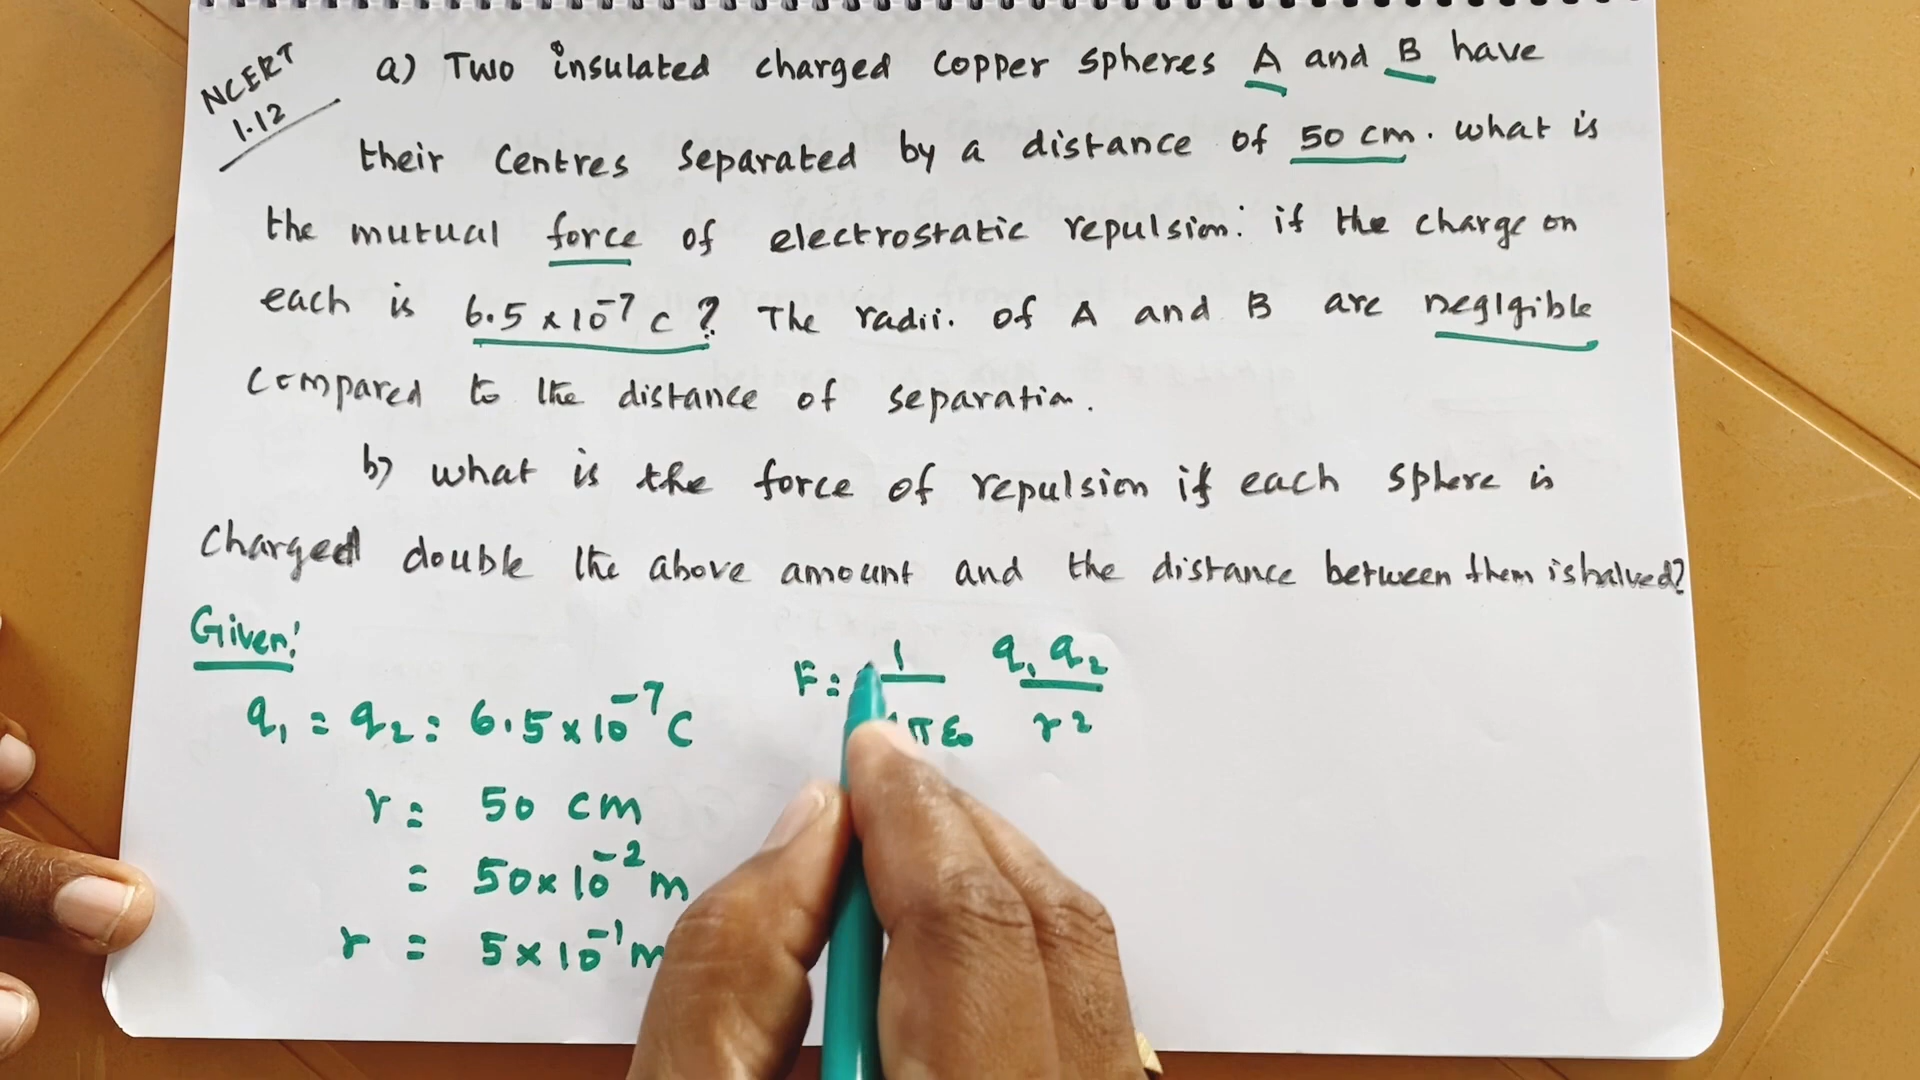 NCERT
1.12
a) Two insulated charged copper spheres A and B have
their centres separated by a distance of 50 cm. what is
the mutual force of electrostatic repulsion: if the charge on
each is 6.5 x 10⁻⁷ c ? The radii. of A and B are neglgible
compared to the distance of separation.
b) what is the force of repulsion if each sphere is
charged double the above amount and the distance between them is halved?
Given:
q₁ = q₂ = 6.5 x 10⁻⁷ C
r = 50 cm
= 50 x 10⁻² m
r = 5 x 10⁻¹ m
F = 1 q₁ q₂
πε₀ r²